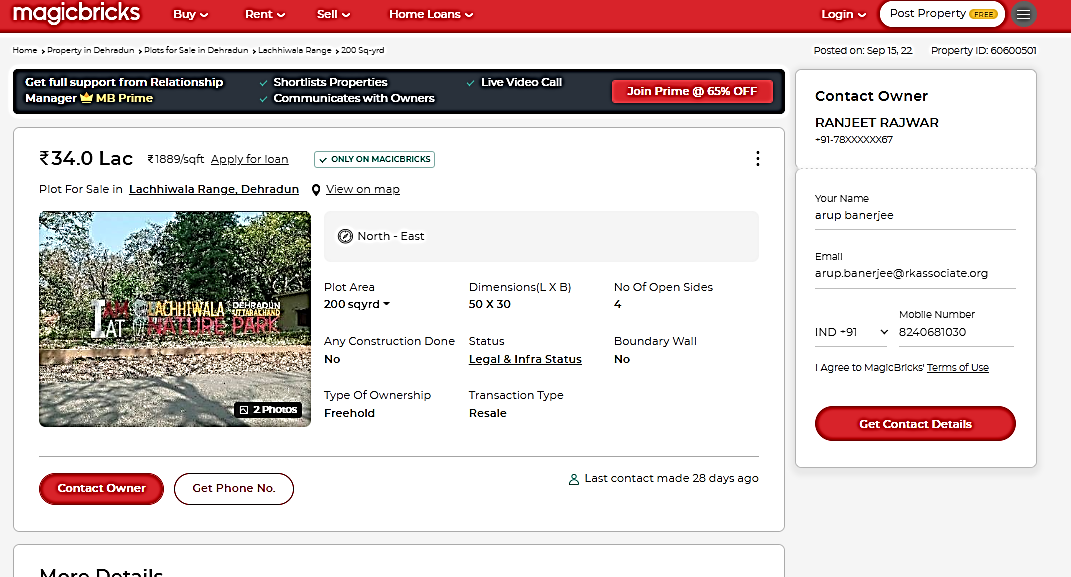 magicbricks
Buy
Rent
Sell
Home Loans
Login
Post Property FREE
Home > Property in Dehradun > Plots for Sale in Dehradun > Lachhiwala Range > 200 Sq-yrd
Posted on: Sep 15, 22 Property ID: 60600501
Get full support from Relationship
Manager MB Prime
Shortlists Properties
Communicates with Owners
Live Video Call
Join Prime @ 65% OFF
₹34.0 Lac ₹1889/sqft Apply for loan ONLY ON MAGICBRICKS
Plot For Sale in Lachhiwala Range, Dehradun View on map
I AM AT
LACHHIWALA
NATURE PARK
DEHRADUN
UTTARAKHAND
2 Photos
North - East
Plot Area
200 sqyrd
Dimensions(L X B)
50 X 30
No Of Open Sides
4
Any Construction Done
No
Status
Legal & Infra Status
Boundary Wall
No
Type Of Ownership
Freehold
Transaction Type
Resale
Contact Owner
Get Phone No.
Last contact made 28 days ago
More Details
Contact Owner
RANJEET RAJWAR
+91-78XXXXXX67
Your Name
arup banerjee
Email
arup.banerjee@rkassociate.org
Mobile Number
IND +91 8240681030
I Agree to MagicBricks' Terms of Use
Get Contact Details